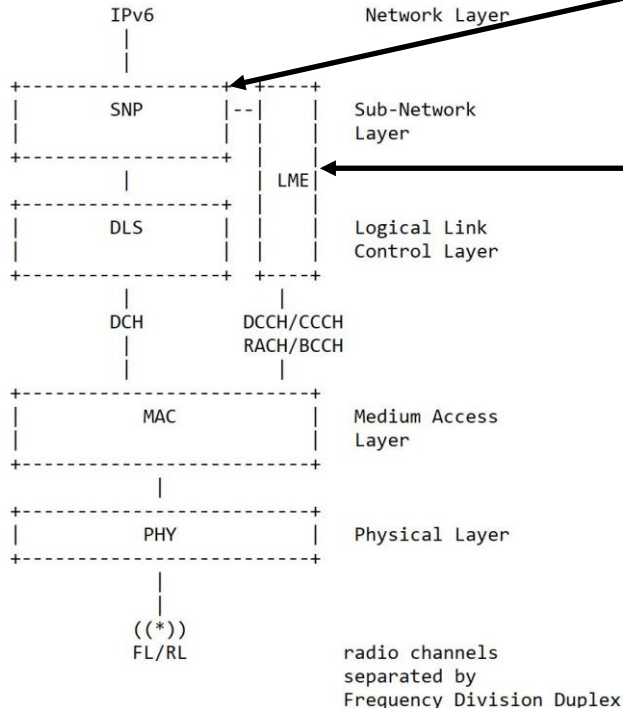 IPv6 Network Layer
SNP Sub-Network
Layer
LME
DLS Logical Link
Control Layer
DCH DCCH/CCCH
RACH/BCCH
MAC Medium Access
Layer
PHY Physical Layer
((*))
FL/RL radio channels
separated by
Frequency Division Duplex